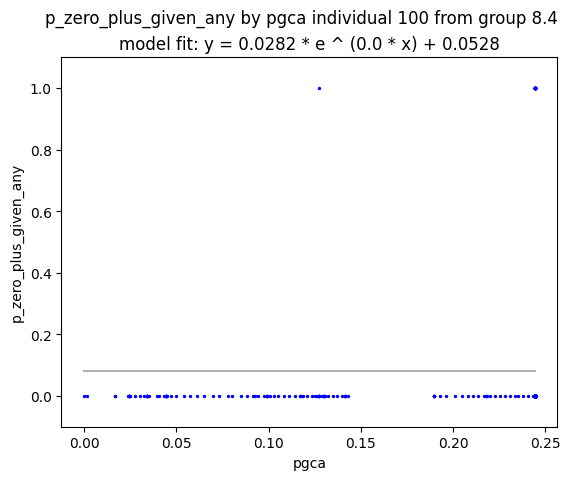 p_zero_plus_given_any by pgca individual 100 from group 8.4
model fit: y = 0.0282 * e ^ (0.0 * x) + 0.0528
1.0
0.8
0.6
0.4
0.2
0.0
p_zero_plus_given_any
0.00 0.05 0.10 0.15 0.20 0.25
pgca